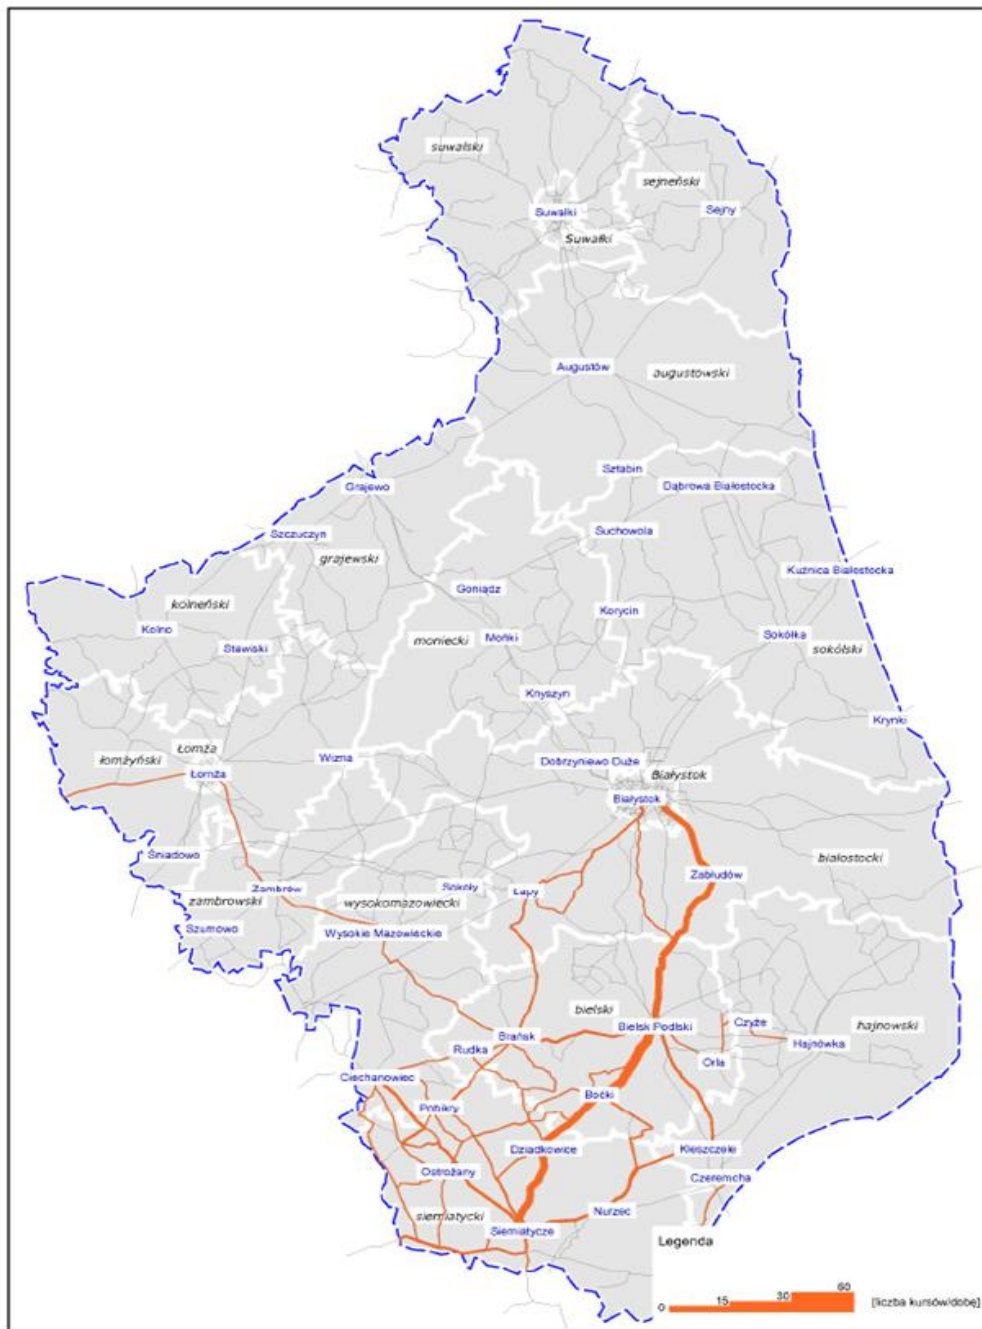 suwalski
sejneński
Suwałki
Sejny
Suwałki
Augustów
augustowski
Sztabin
Grajewo
Dąbrowa Białostocka
Szczuczyn
Suchowola
grajewski
Kuźnica Białostocka
Goniądz
kolneński
Korycin
Kolno
moniecki
Mońki
Sokółka
Stawiski
sokólski
Knyszyn
Krynki
Łomża
łomżyński
Wizna
Dobrzyniewo Duże
Białystok
Łomża
Białystok
Śniadowo
białostocki
Zabłudów
Zambrów
Sokoły
Łapy
zambrowski
wysokomazowiecki
Szumowo
Wysokie Mazowieckie
bielski
Czyże
hajnowski
Bielsk Podlski
Brańsk
Hajnówka
Rudka
Orla
Ciechanowiec
Boćki
Pobikry
Dziadkowice
Kleszczele
Ostrożany
Czeremcha
Nurzec
siemiatycki
Siemiatycze
Legenda
0 15 30 60 [liczba kursów/dobę]